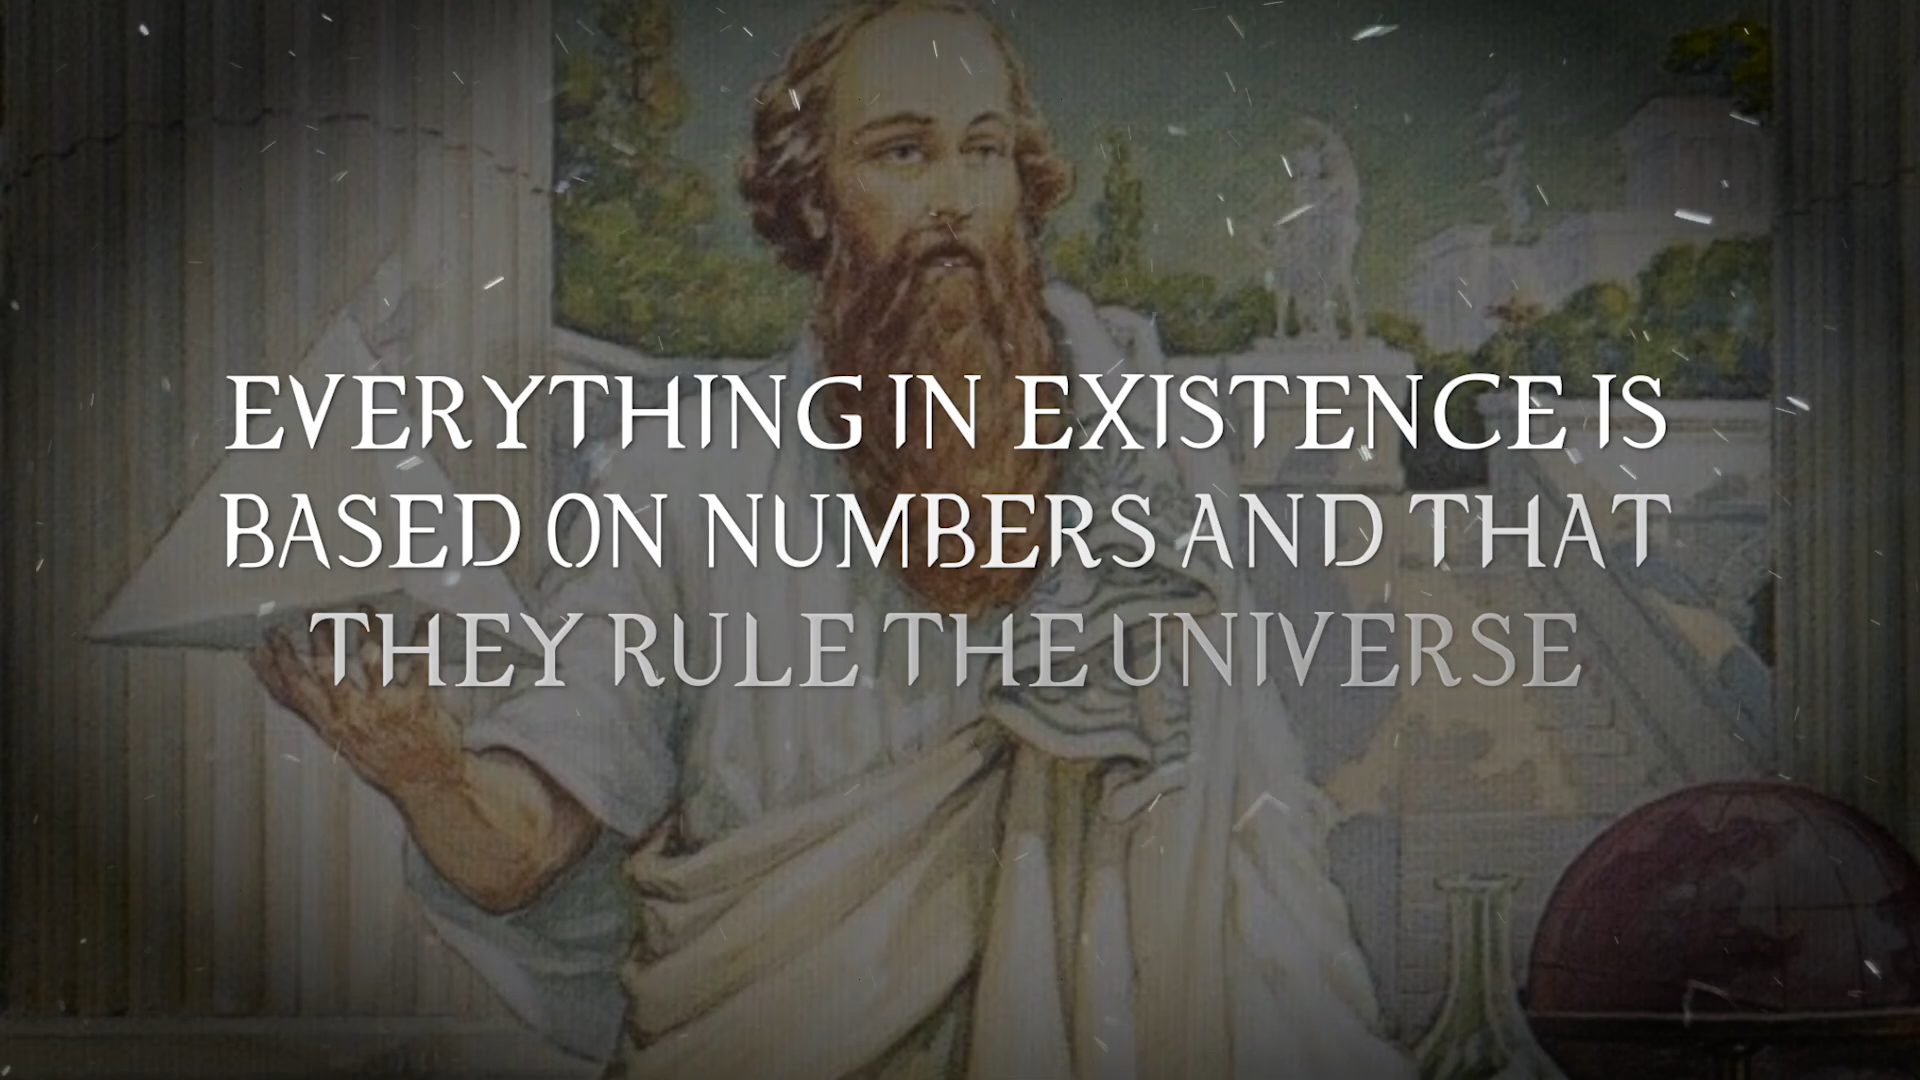 EVERYTHING IN EXISTENCE IS
BASED ON NUMBERS AND THAT
THEY RULE THE UNIVERSE